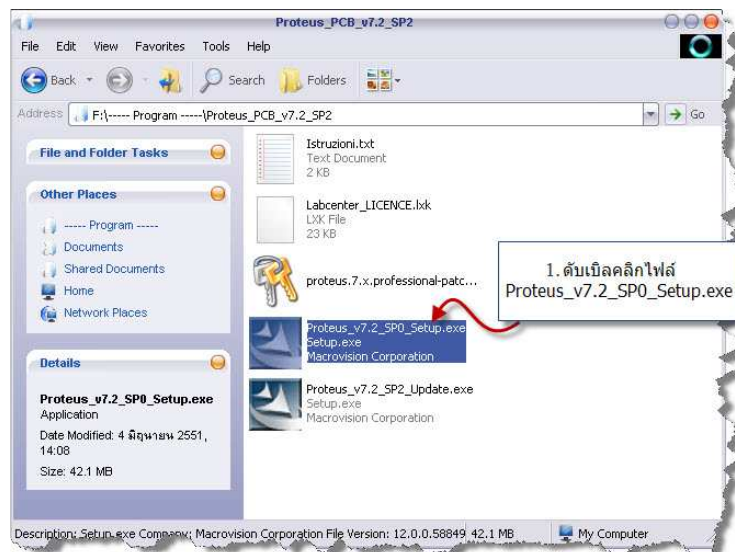 Proteus_PCB_v7.2_SP2
File Edit View Favorites Tools Help
Back Search Folders
Address F:\----- Program -----\Proteus_PCB_v7.2_SP2 Go
File and Folder Tasks
Other Places
----- Program -----
Documents
Shared Documents
Home
Network Places
Details
Proteus_v7.2_SP0_Setup.exe
Application
Date Modified: 4 มิถุนายน 2551,
14:08
Size: 42.1 MB
Istruzioni.txt
Text Document
2 KB
Labcenter_LICENCE.lxk
LXK File
23 KB
proteus.7.x.professional-patc...
Proteus_v7.2_SP0_Setup.exe
Setup.exe
Macrovision Corporation
Proteus_v7.2_SP2_Update.exe
Setup.exe
Macrovision Corporation
1. ดับเบิลคลิกไฟล์
Proteus_v7.2_SP0_Setup.exe
Description: Setup.exe Company: Macrovision Corporation File Version: 12.0.0.58849 42.1 MB My Computer